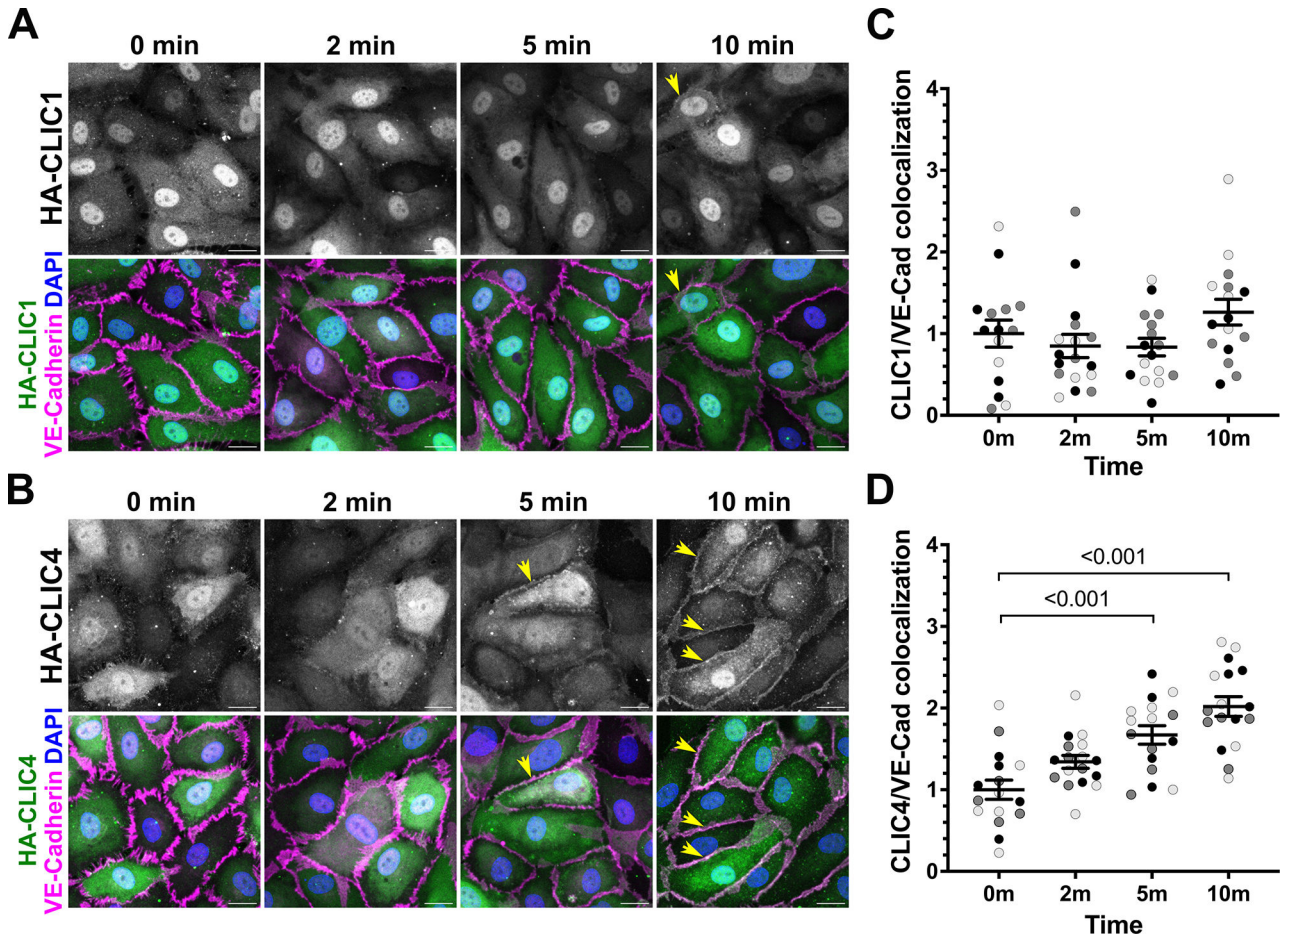 A
0 min 2 min 5 min 10 min
HA-CLIC1
HA-CLIC1
VE-Cadherin DAPI
B
0 min 2 min 5 min 10 min
HA-CLIC4
HA-CLIC4
VE-Cadherin DAPI
C
CLIC1/VE-Cad colocalization
4
3
2
1
0
0m 2m 5m 10m
Time
D
CLIC4/VE-Cad colocalization
4
3
2
1
0
<0.001
<0.001
0m 2m 5m 10m
Time